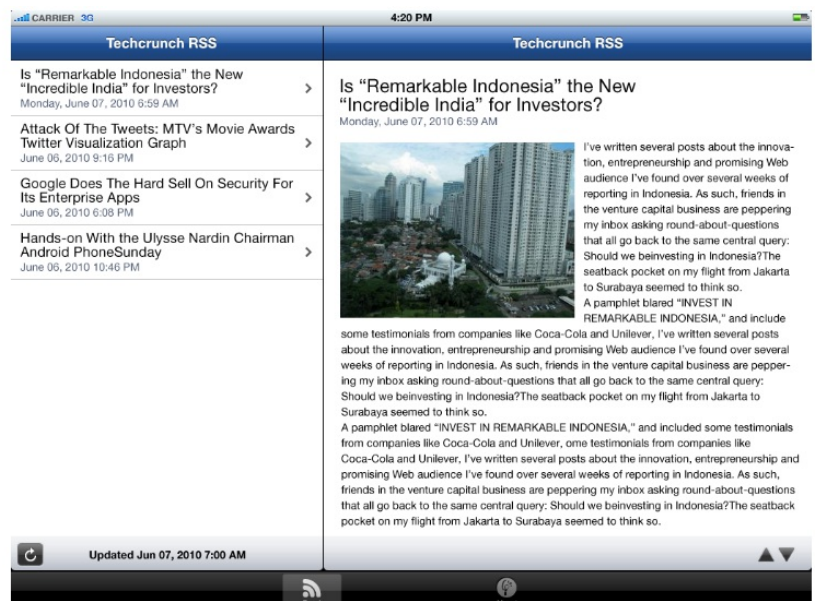 CARRIER 3G
4:20 PM
Techcrunch RSS
Is “Remarkable Indonesia” the New
“Incredible India” for Investors?
Monday, June 07, 2010 6:59 AM
Attack Of The Tweets: MTV’s Movie Awards
Twitter Visualization Graph
June 06, 2010 9:16 PM
Google Does The Hard Sell On Security For
Its Enterprise Apps
June 06, 2010 6:08 PM
Hands-on With the Ulysse Nardin Chairman
Android PhoneSunday
June 06, 2010 10:46 PM
Updated Jun 07, 2010 7:00 AM
Techcrunch RSS
Is “Remarkable Indonesia” the New
“Incredible India” for Investors?
Monday, June 07, 2010 6:59 AM
I’ve written several posts about the innova-
tion, entrepreneurship and promising Web
audience I’ve found over several weeks of
reporting in Indonesia. As such, friends in
the venture capital business are peppering
my inbox asking round-about-questions
that all go back to the same central query:
Should we beinvesting in Indonesia?The
seatback pocket on my flight from Jakarta
to Surabaya seemed to think so.
A pamphlet blared “INVEST IN
REMARKABLE INDONESIA,” and include
some testimonials from companies like Coca-Cola and Unilever, I’ve written several posts
about the innovation, entrepreneurship and promising Web audience I’ve found over several
weeks of reporting in Indonesia. As such, friends in the venture capital business are pepper-
ing my inbox asking round-about-questions that all go back to the same central query:
Should we beinvesting in Indonesia?The seatback pocket on my flight from Jakarta to
Surabaya seemed to think so.
A pamphlet blared “INVEST IN REMARKABLE INDONESIA,” and included some testimonials
from companies like Coca-Cola and Unilever, ome testimonials from companies like
Coca-Cola and Unilever, I’ve written several posts about the innovation, entrepreneurship and
promising Web audience I’ve found over several weeks of reporting in Indonesia. As such,
friends in the venture capital business are peppering my inbox asking round-about-questions
that all go back to the same central query: Should we beinvesting in Indonesia?The seatback
pocket on my flight from Jakarta to Surabaya seemed to think so.